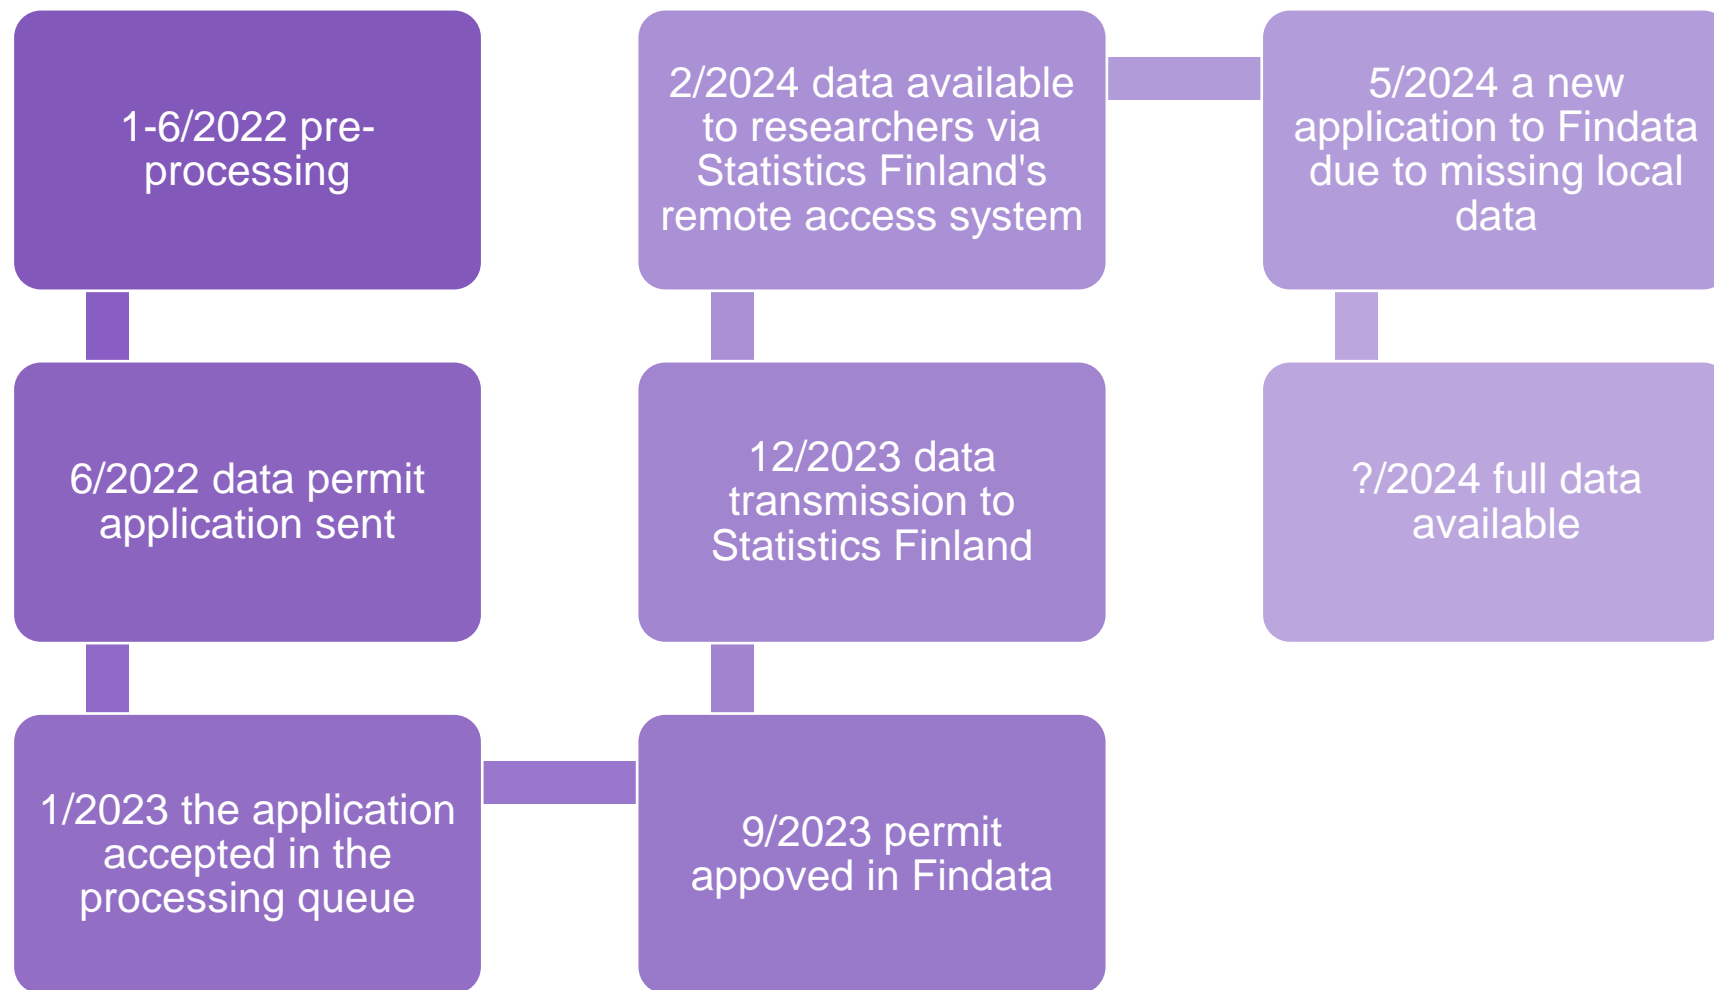 1-6/2022 pre-
processing
6/2022 data permit
application sent
1/2023 the application
accepted in the
processing queue
9/2023 permit
appoved in Findata
12/2023 data
transmission to
Statistics Finland
2/2024 data available
to researchers via
Statistics Finland's
remote access system
5/2024 a new
application to Findata
due to missing local
data
?/2024 full data
available